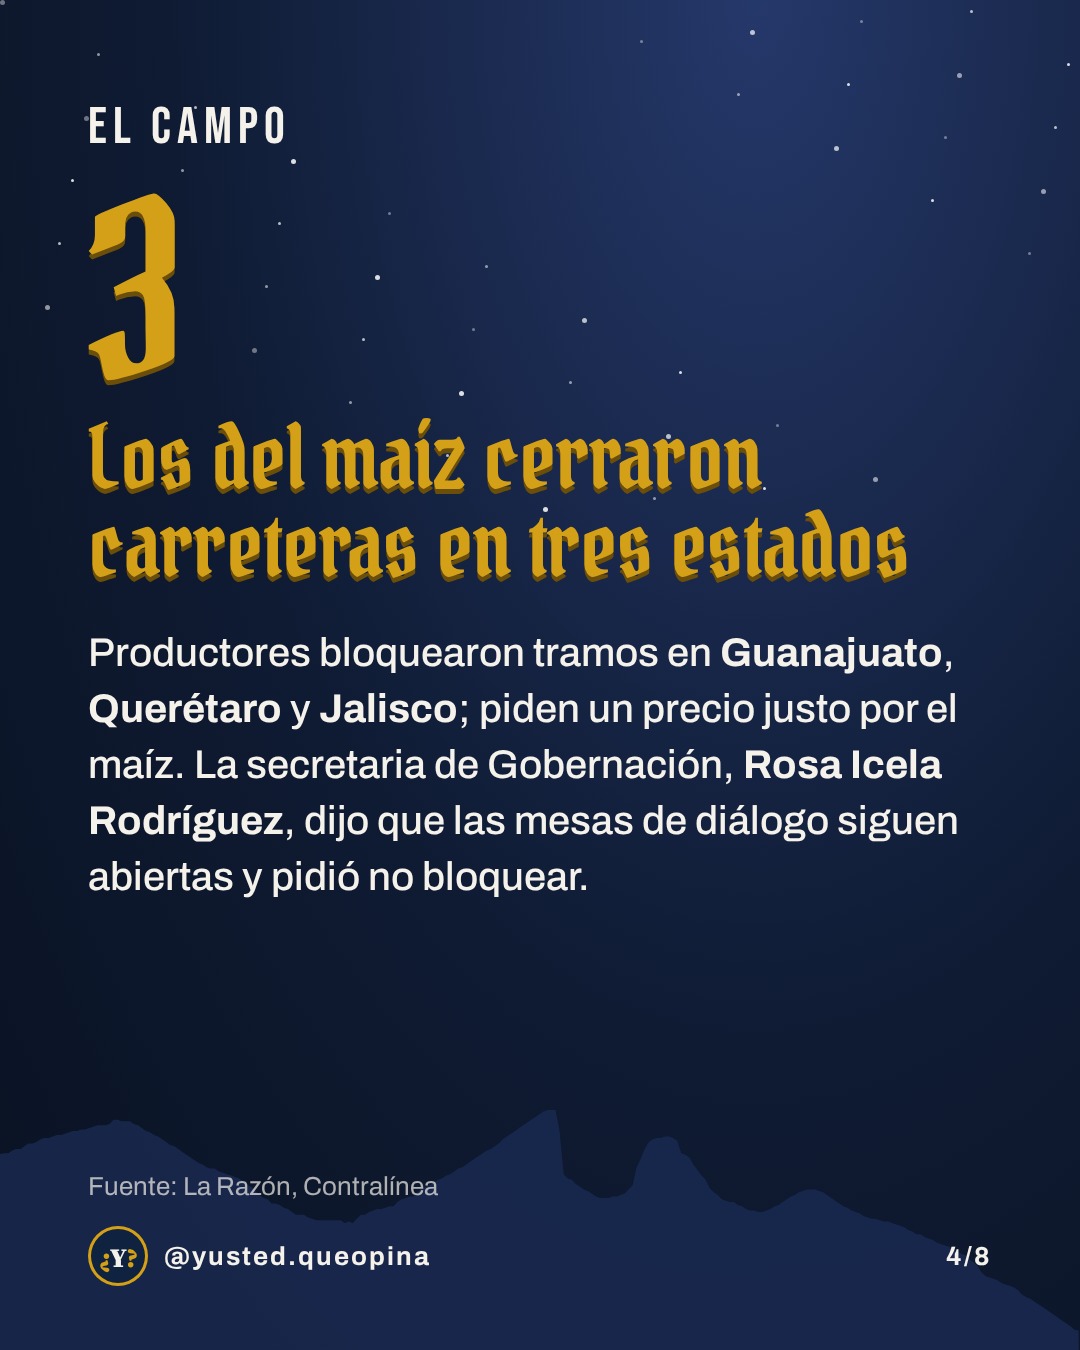 EL CAMPO
3
Los del maíz cerraron
carreteras en tres estados
Productores bloquearon tramos en Guanajuato,
Querétaro y Jalisco; piden un precio justo por el
maíz. La secretaria de Gobernación, Rosa Icela
Rodríguez, dijo que las mesas de diálogo siguen
abiertas y pidió no bloquear.
Fuente: La Razón, Contralínea
¿Y?
@yusted.queopina
4/8